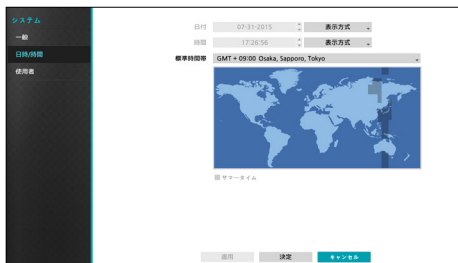 システム
一般
日時/時間
使用者
日付 07-31-2015 表示方式
時間 17:26:56 表示方式
標準時間帯 GMT + 09:00 Osaka, Sapporo, Tokyo
サマータイム
適用 決定 キャンセル